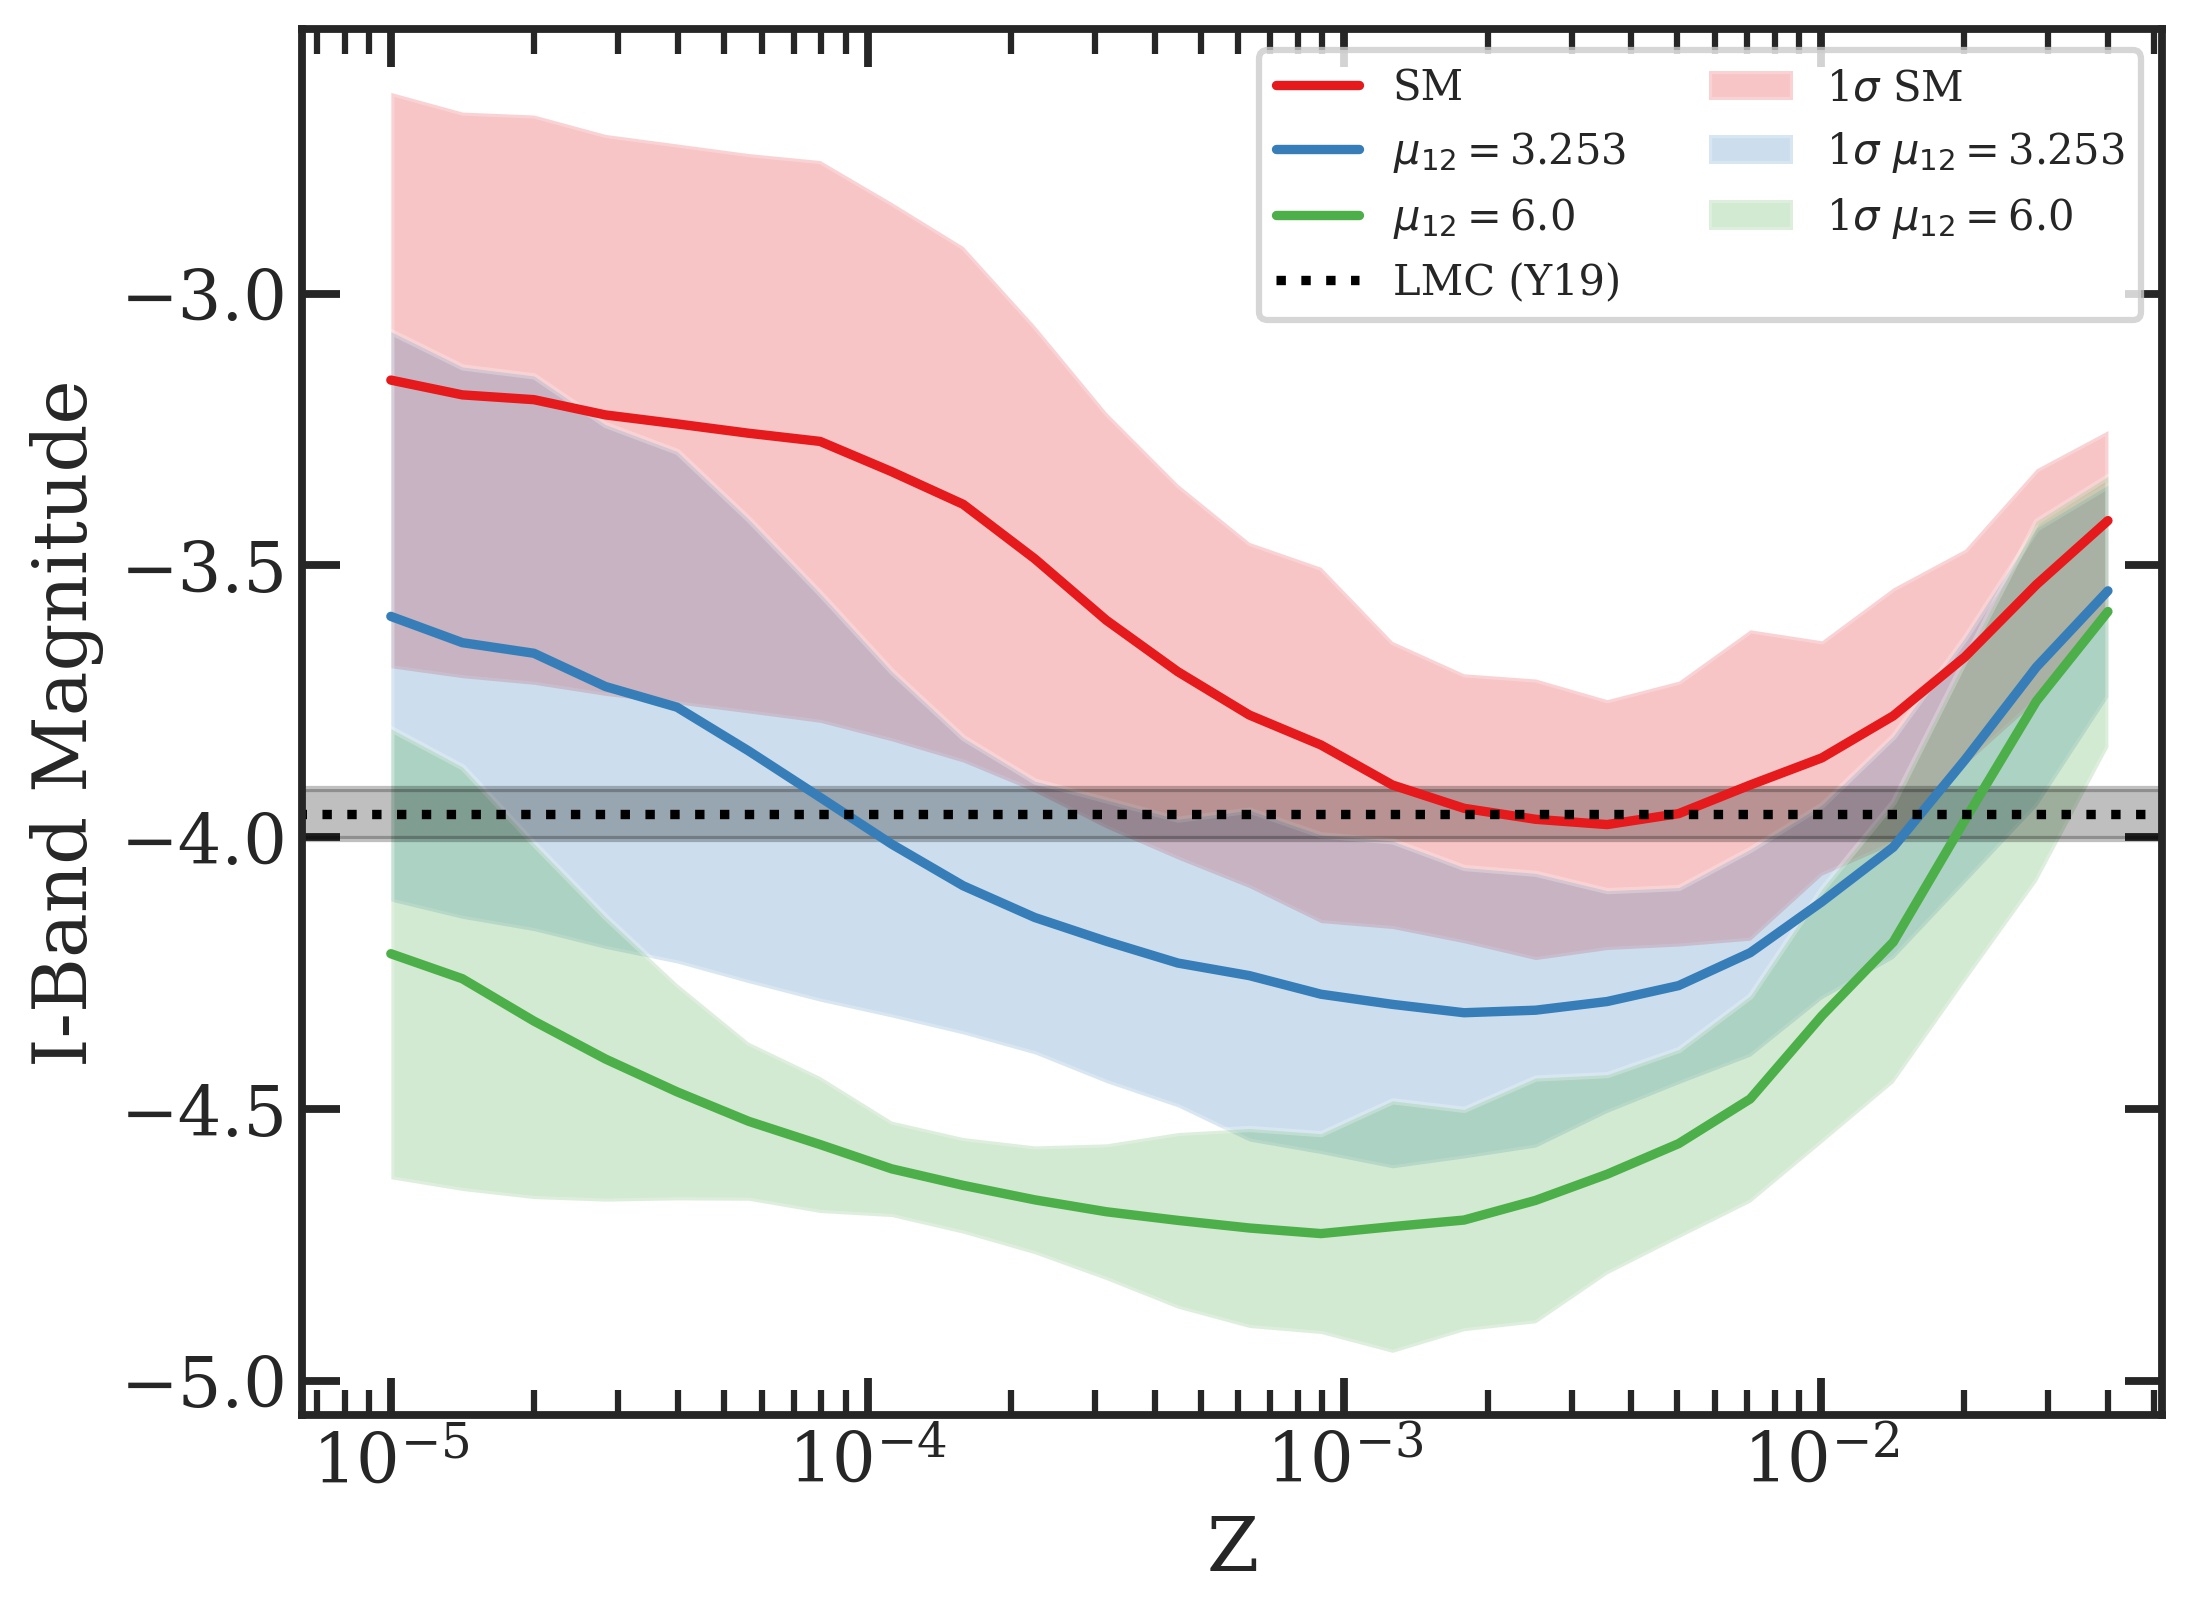 SM
μ₁₂ = 3.253
μ₁₂ = 6.0
LMC (Y19)
1σ SM
1σ μ₁₂ = 3.253
1σ μ₁₂ = 6.0
I-Band Magnitude
−3.0
−3.5
−4.0
−4.5
−5.0
10⁻⁵ 10⁻⁴ 10⁻³ 10⁻²
Z